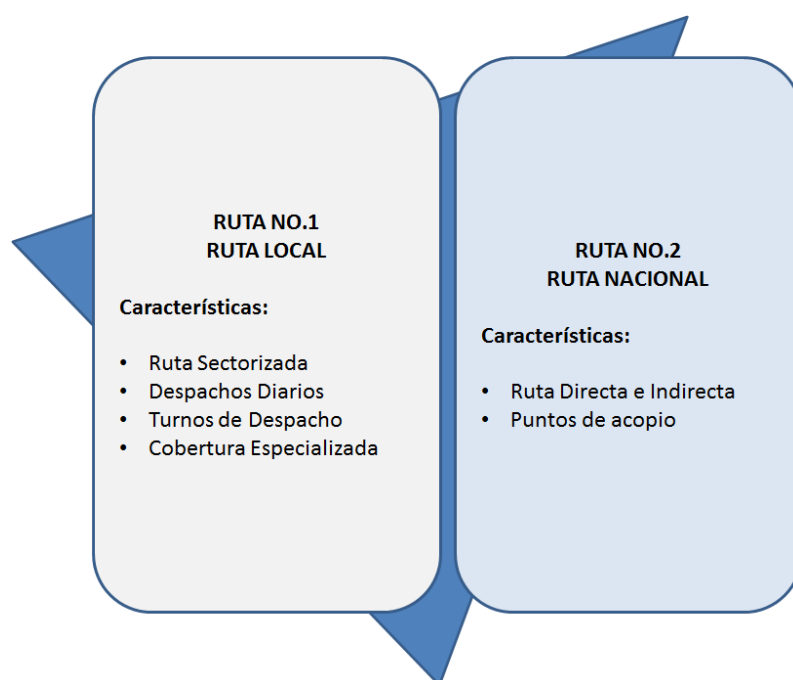 RUTA NO.1
RUTA LOCAL
Características:
• Ruta Sectorizada
• Despachos Diarios
• Turnos de Despacho
• Cobertura Especializada
RUTA NO.2
RUTA NACIONAL
Características:
• Ruta Directa e Indirecta
• Puntos de acopio